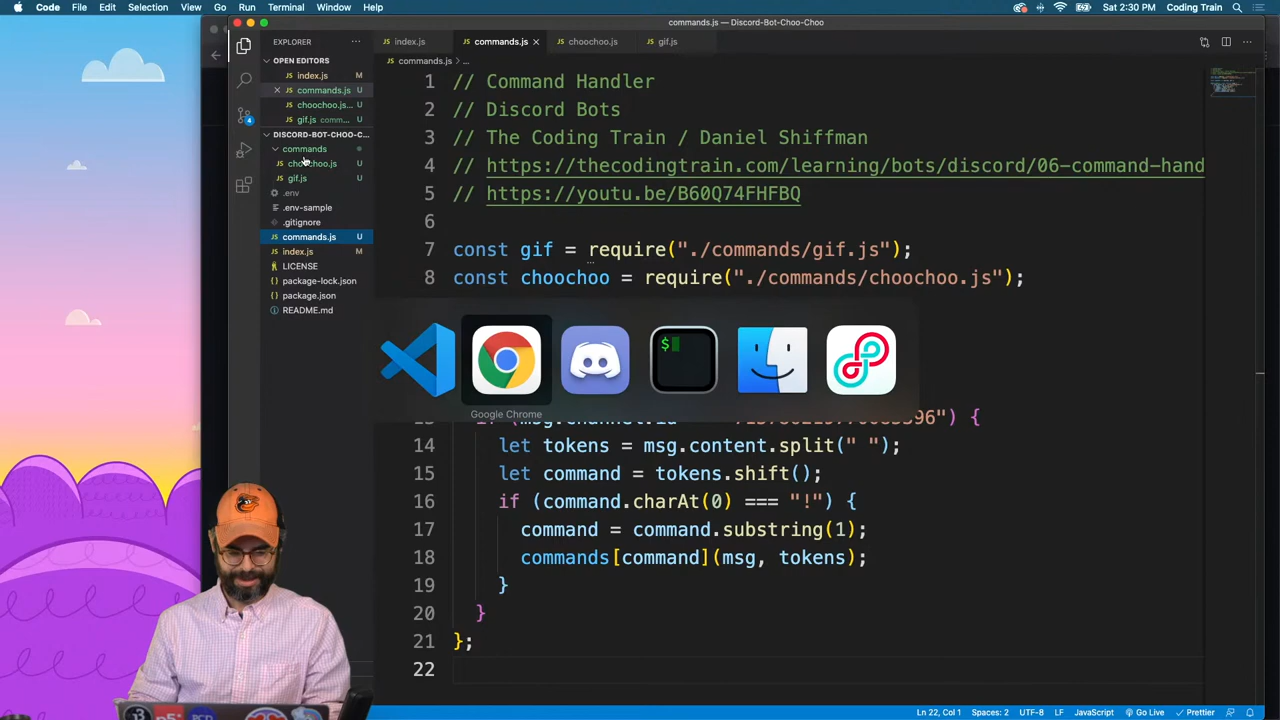 Code File Edit Selection View Go Run Terminal Window Help Sat 2:30 PM Coding Train
commands.js — Discord-Bot-Choo-Choo
EXPLORER
index.js
commands.js
choochoo.js
gif.js
OPEN EDITORS
index.js M
commands.js U
choochoo.js... U
gif.js comm... U
DISCORD-BOT-CHOO-C...
commands
choochoo.js U
gif.js U
.env
.env-sample
.gitignore
commands.js U
index.js M
LICENSE
package-lock.json
package.json
README.md
4
commands.js > ...
1 // Command Handler
2 // Discord Bots
3 // The Coding Train / Daniel Shiffman
4 // https://thecodingtrain.com/learning/bots/discord/06-command-hand
5 // https://youtu.be/B60Q74FHFBQ
6
7 const gif = require("./commands/gif.js");
8 const choochoo = require("./commands/choochoo.js");
$
Google Chrome
14 let tokens = msg.content.split(" ");
15 let command = tokens.shift();
16 if (command.charAt(0) === "!") {
17 command = command.substring(1);
18 commands[command](msg, tokens);
19 }
20 }
21 };
22
Ln 22, Col 1 Spaces: 2 UTF-8 LF JavaScript Go Live Prettier